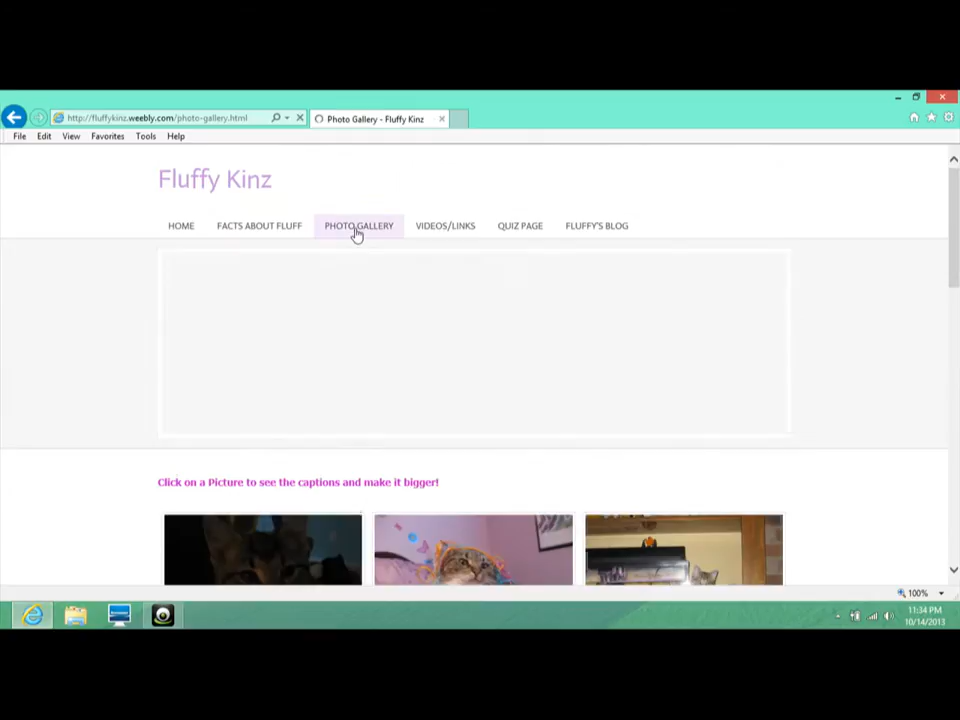 http://fluffykinz.weebly.com/photo-gallery.html
Photo Gallery - Fluffy Kinz
File Edit View Favorites Tools Help
Fluffy Kinz
HOME FACTS ABOUT FLUFF PHOTO GALLERY VIDEOS/LINKS QUIZ PAGE FLUFFY'S BLOG
Click on a Picture to see the captions and make it bigger!
100%
11:34 PM
10/14/2013